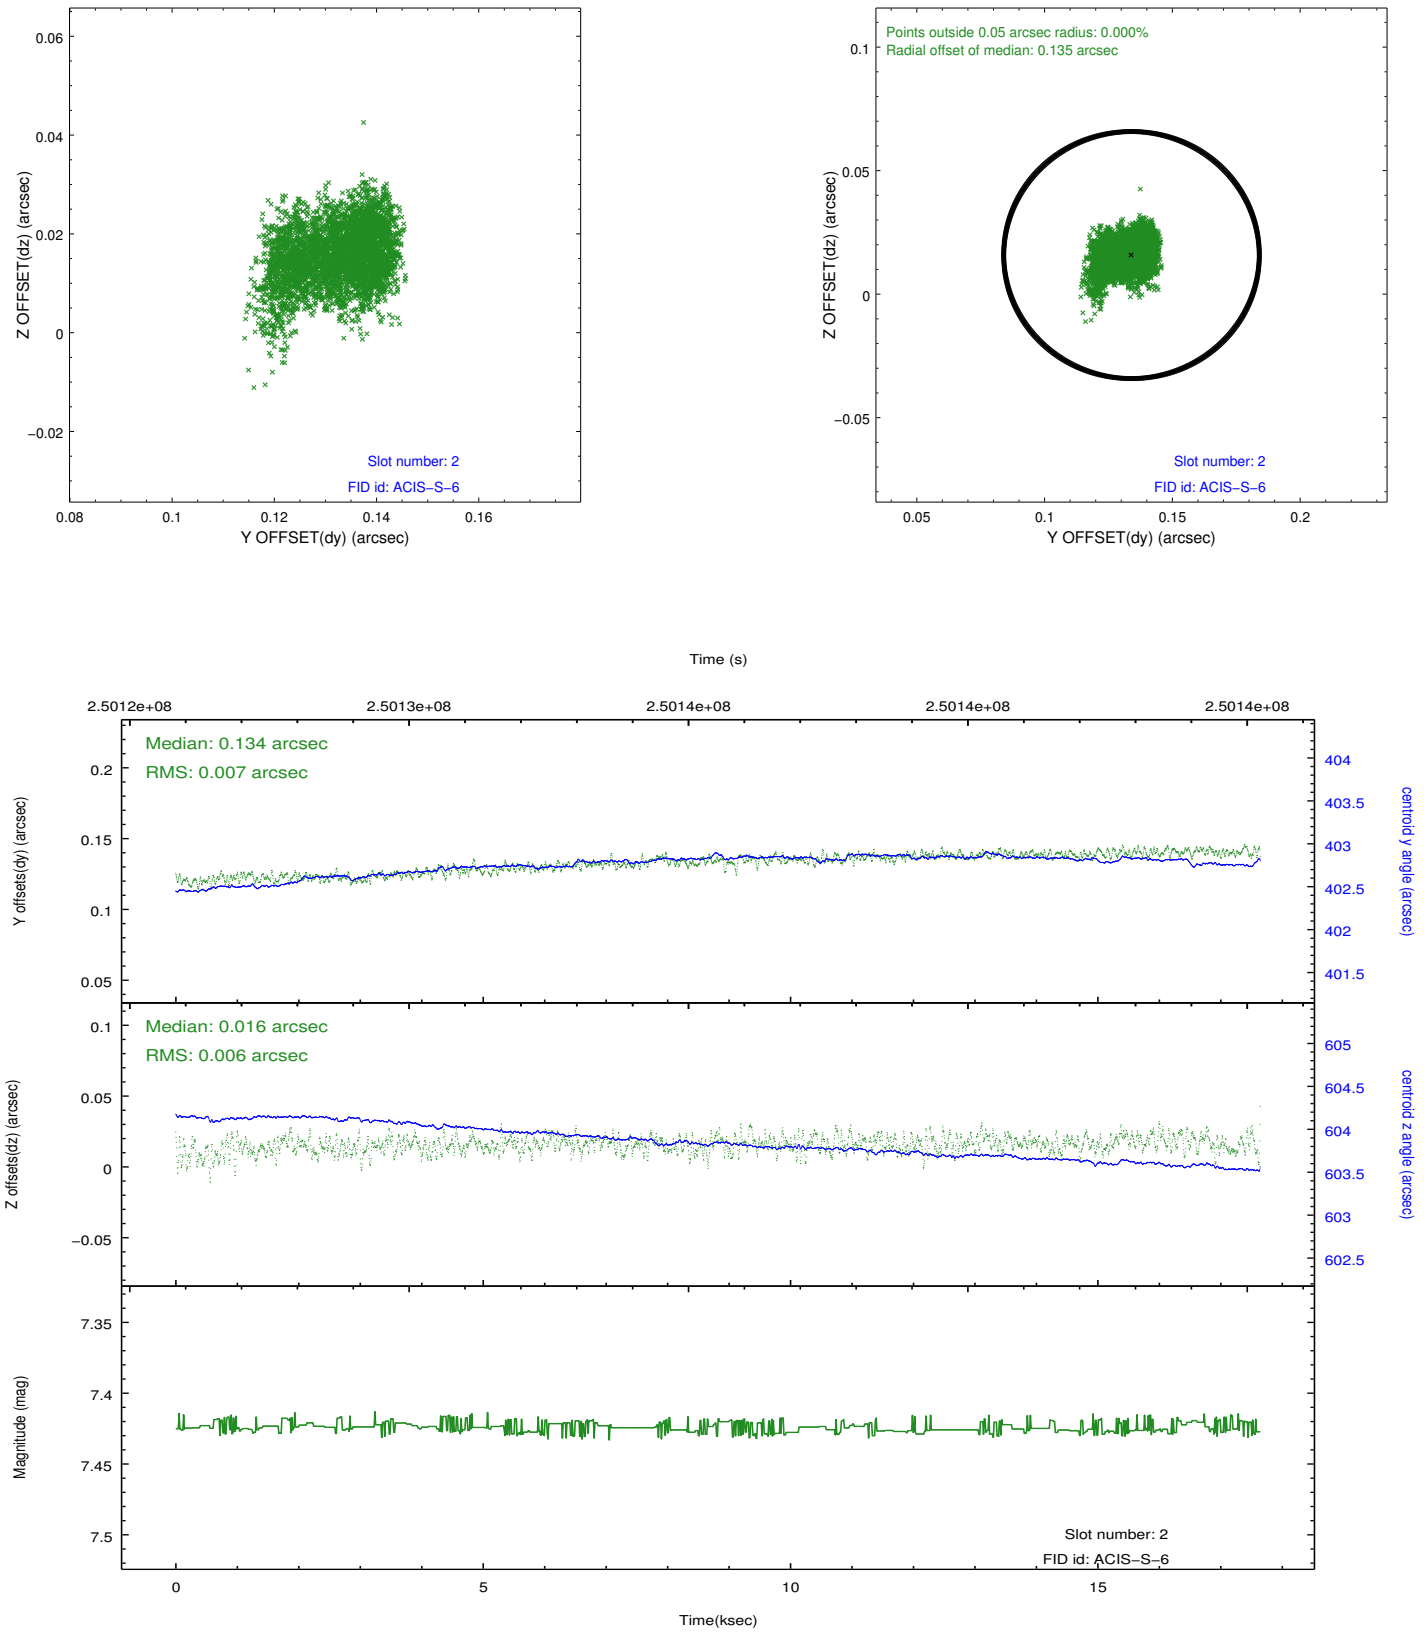 0.06
0.04
0.02
0
−0.02
Z OFFSET(dz) (arcsec)
Slot number: 2
FID id: ACIS−S−6
0.08
0.1
0.12
0.14
0.16
Y OFFSET(dy) (arcsec)
Points outside 0.05 arcsec radius: 0.000%
Radial offset of median: 0.135 arcsec
0.1
0.05
0
−0.05
Z OFFSET(dz) (arcsec)
Slot number: 2
FID id: ACIS−S−6
0.05
0.1
0.15
0.2
Y OFFSET(dy) (arcsec)
Time (s)
2.5012e+08
2.5013e+08
2.5014e+08
2.5014e+08
2.5014e+08
Median: 0.134 arcsec
RMS: 0.007 arcsec
0.2
0.15
0.1
0.05
Y offsets(dy) (arcsec)
404
403.5
403
402.5
402
401.5
centroid y angle (arcsec)
Median: 0.016 arcsec
RMS: 0.006 arcsec
0.1
0.05
0
−0.05
Z offsets(dz) (arcsec)
605
604.5
604
603.5
603
602.5
centroid z angle (arcsec)
7.35
7.4
7.45
7.5
Magnitude (mag)
Slot number: 2
FID id: ACIS−S−6
0
5
10
15
Time(ksec)